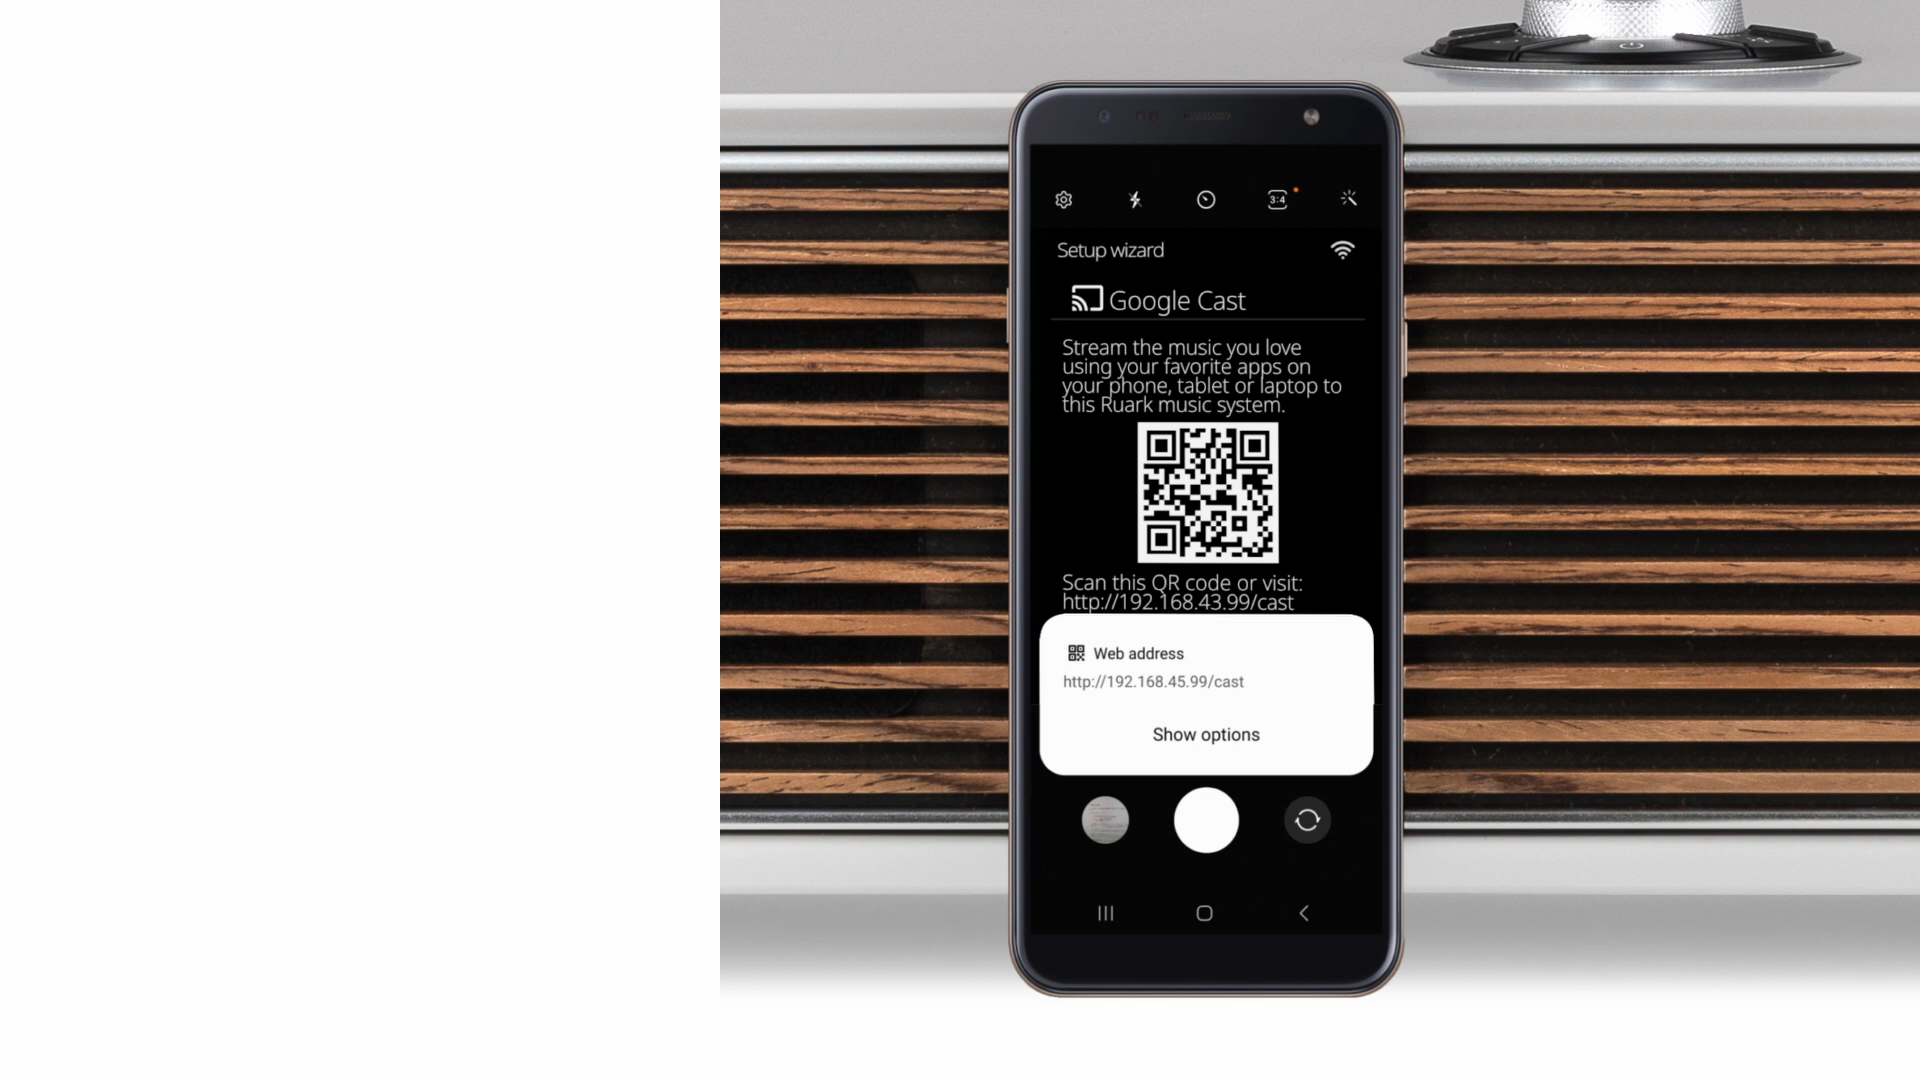 3:4
Setup wizard
Google Cast
Stream the music you love
using your favorite apps on
your phone, tablet or laptop to
this Ruark music system.
Scan this QR code or visit:
http://192.168.43.99/cast
Web address
http://192.168.45.99/cast
Show options